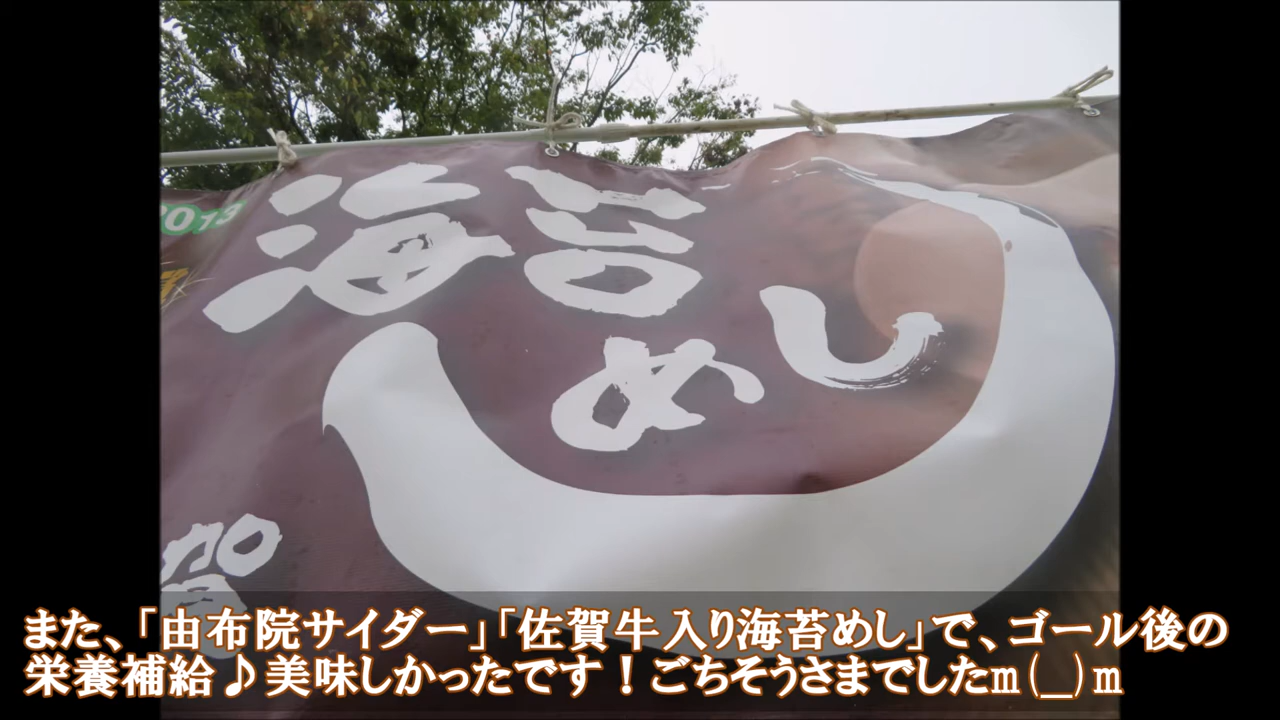 2013
海苔
めし
賀
また、「由布院サイダー」「佐賀牛入り海苔めし」で、ゴール後の
栄養補給♪美味しかったです！ごちそうさまでしたm(_)m